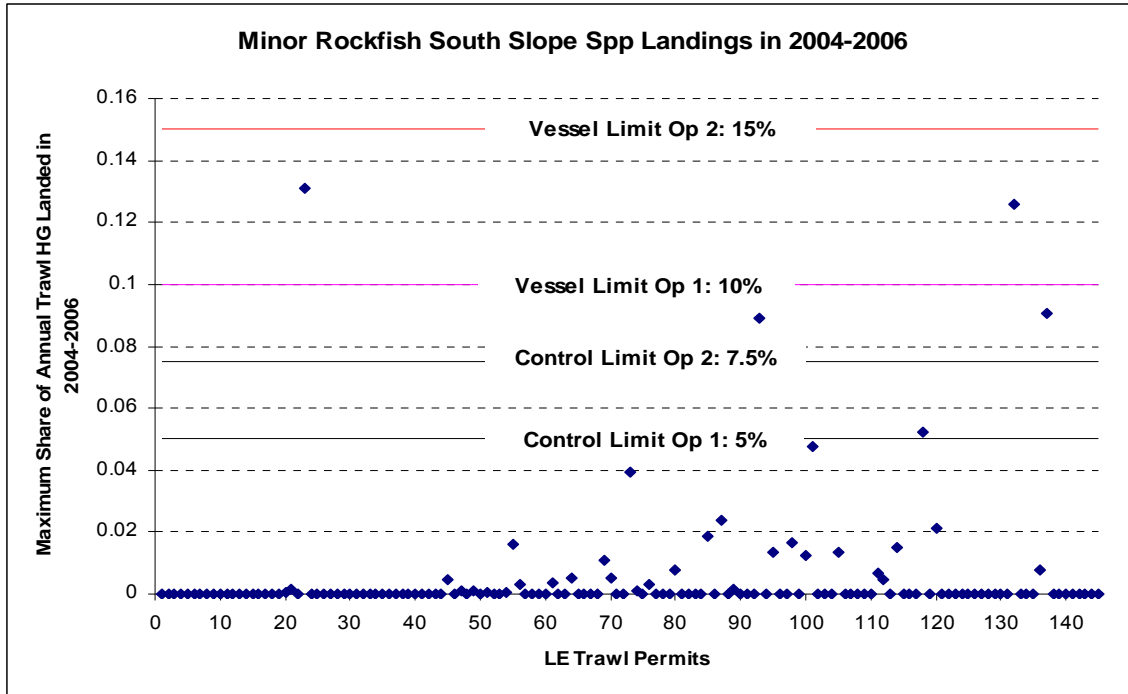 Minor Rockfish South Slope Spp Landings in 2004-2006
Maximum Share of Annual Trawl HG Landed in
2004-2006
0.16
0.14
0.12
0.1
0.08
0.06
0.04
0.02
0
Vessel Limit Op 2: 15%
Vessel Limit Op 1: 10%
Control Limit Op 2: 7.5%
Control Limit Op 1: 5%
0 10 20 30 40 50 60 70 80 90 100 110 120 130 140
LE Trawl Permits